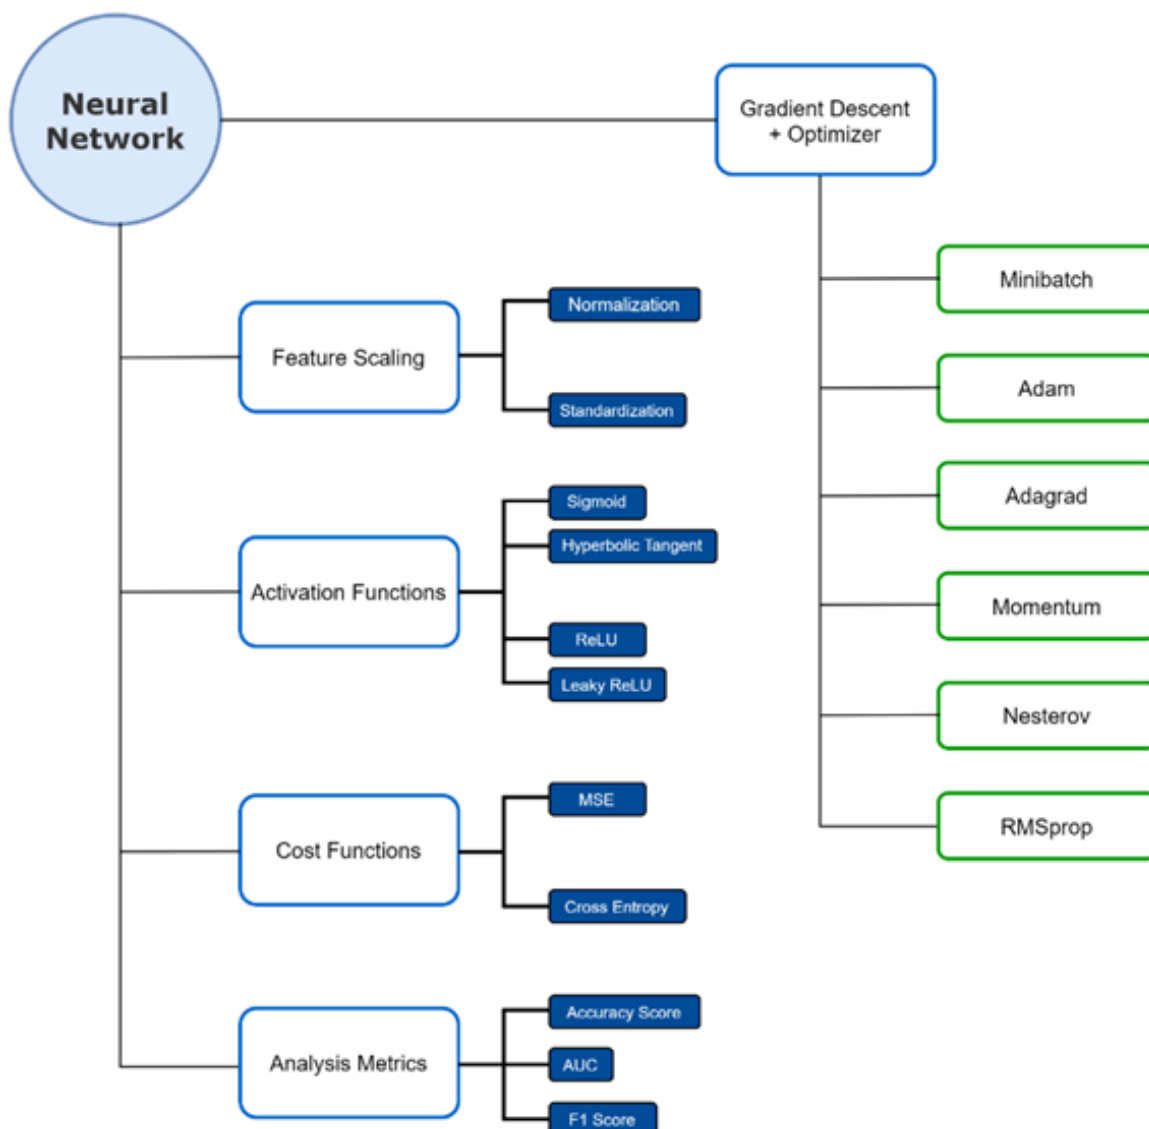 Neural
Network
Gradient Descent
+ Optimizer
Minibatch
Adam
Adagrad
Momentum
Nesterov
RMSprop
Feature Scaling
Normalization
Standardization
Activation Functions
Sigmoid
Hyperbolic Tangent
ReLU
Leaky ReLU
Cost Functions
MSE
Cross Entropy
Analysis Metrics
Accuracy Score
AUC
F1 Score